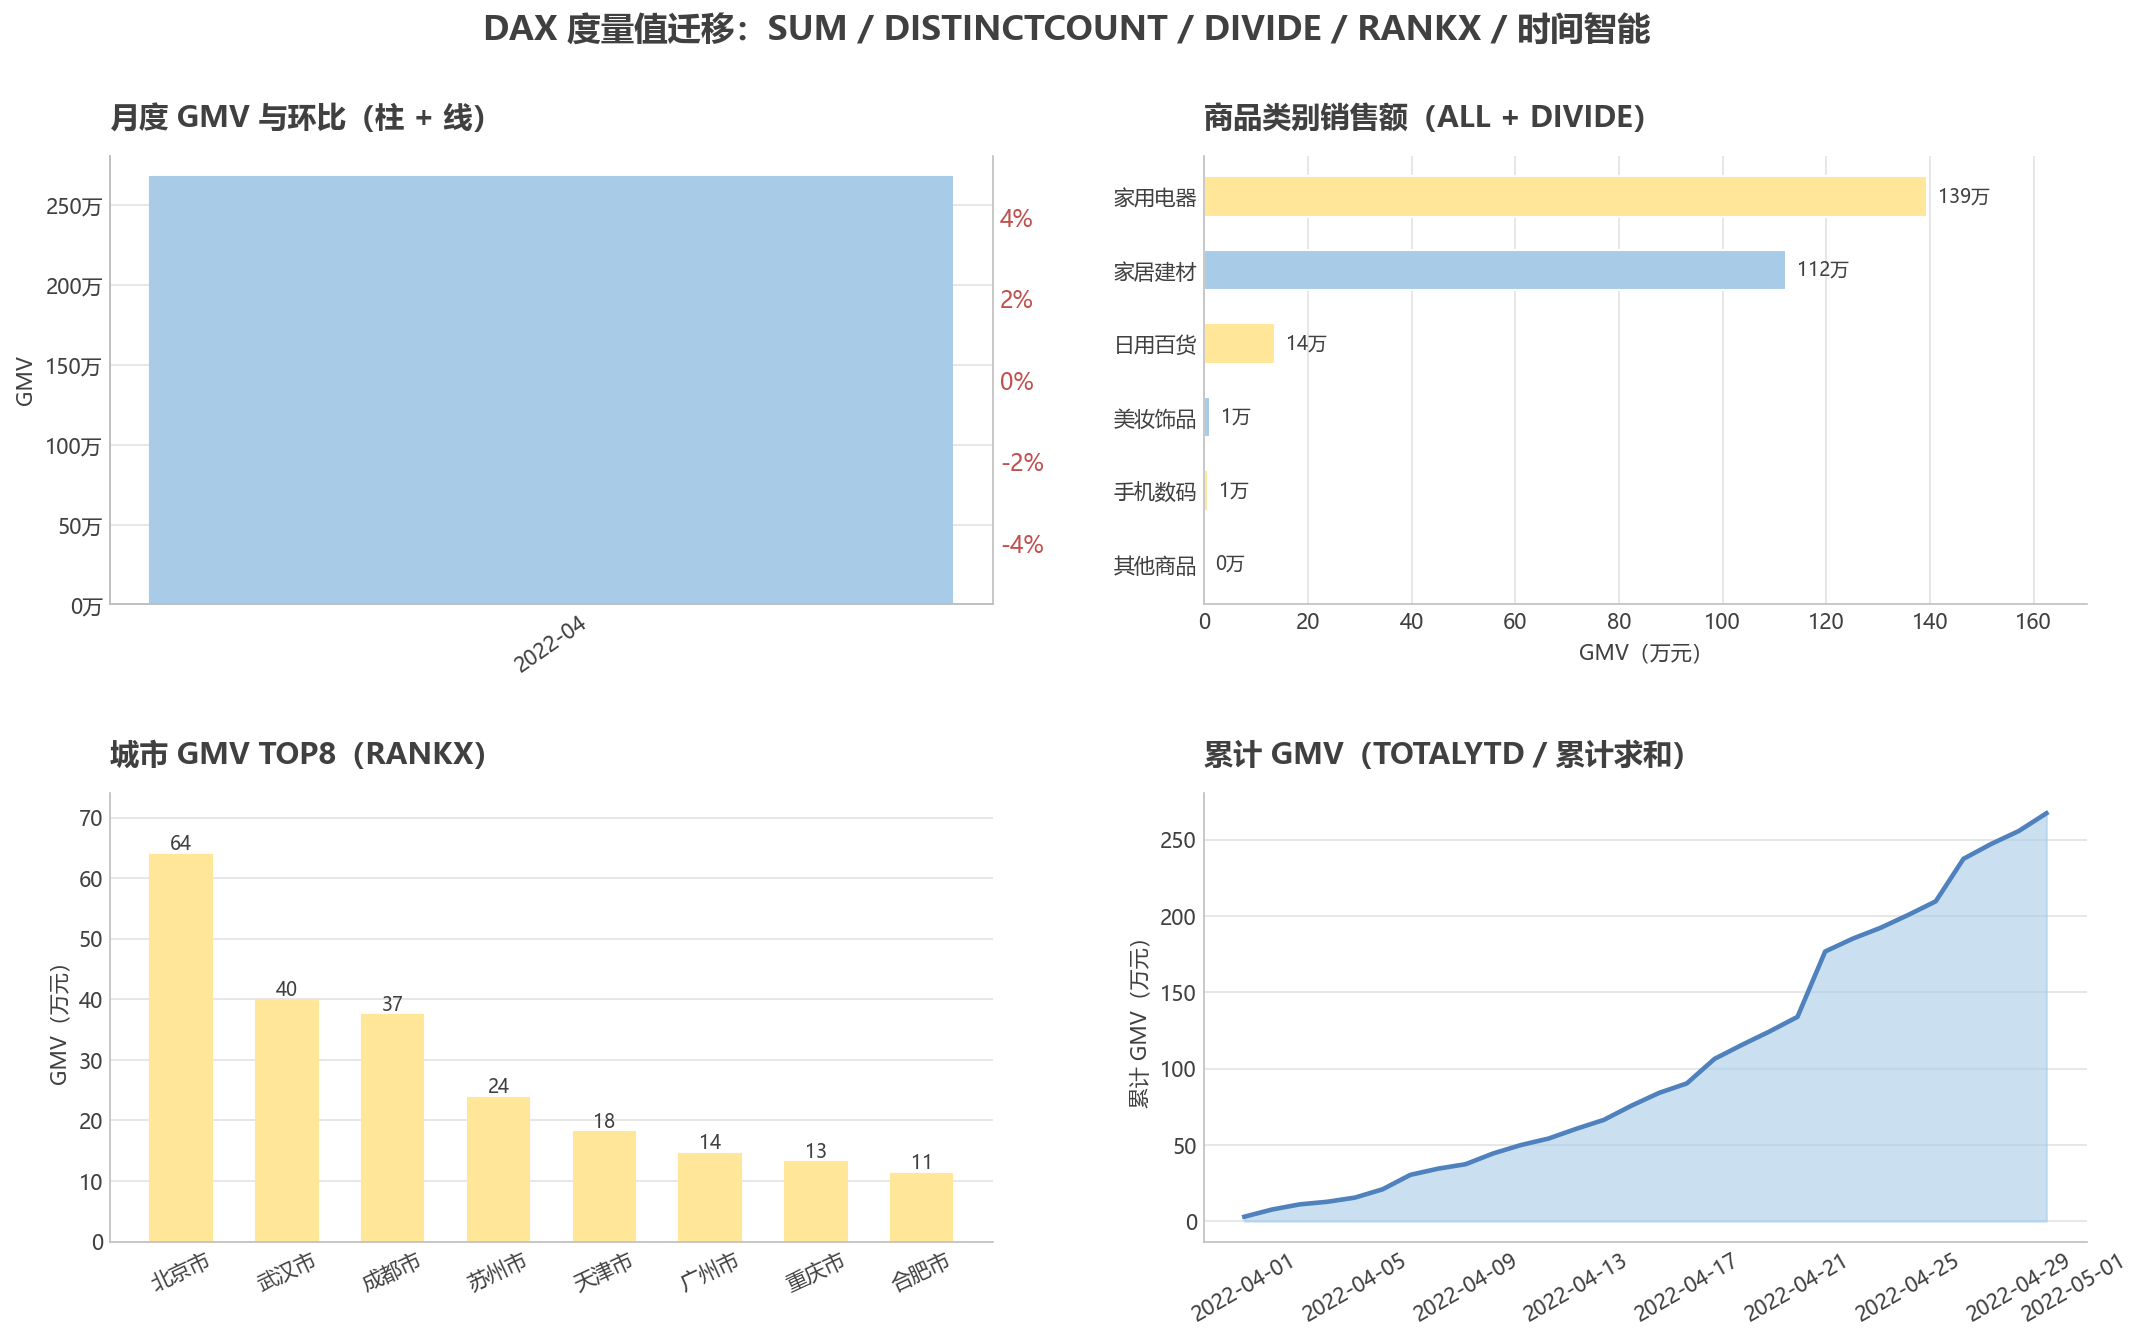 DAX 度量值迁移：SUM / DISTINCTCOUNT / DIVIDE / RANKX / 时间智能
月度 GMV 与环比（柱 + 线）
250万
200万
150万
100万
50万
0万
GMV
4%
2%
0%
-2%
-4%
2022-04
商品类别销售额（ALL + DIVIDE）
家用电器
139万
家居建材
112万
日用百货
14万
美妆饰品
1万
手机数码
1万
其他商品
0万
0 20 40 60 80 100 120 140 160
GMV（万元）
城市 GMV TOP8（RANKX）
70
60
50
40
30
20
10
0
GMV（万元）
64
40
37
24
18
14
13
11
北京市 武汉市 成都市 苏州市 天津市 广州市 重庆市 合肥市
累计 GMV（TOTALYTD / 累计求和）
250
200
150
100
50
0
累计 GMV（万元）
2022-04-01 2022-04-05 2022-04-09 2022-04-13 2022-04-17 2022-04-21 2022-04-25 2022-04-29 2022-05-01